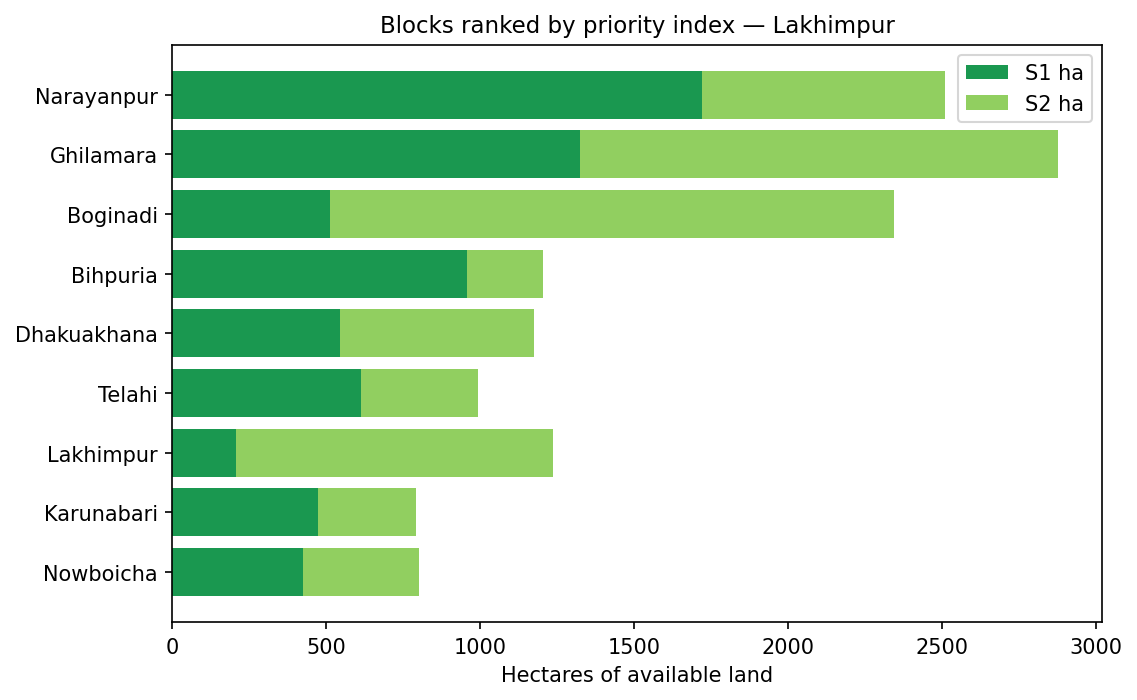 Blocks ranked by priority index — Lakhimpur
S1 ha
S2 ha
Narayanpur
Ghilamara
Boginadi
Bihpuria
Dhakuakhana
Telahi
Lakhimpur
Karunabari
Nowboicha
0 500 1000 1500 2000 2500 3000
Hectares of available land